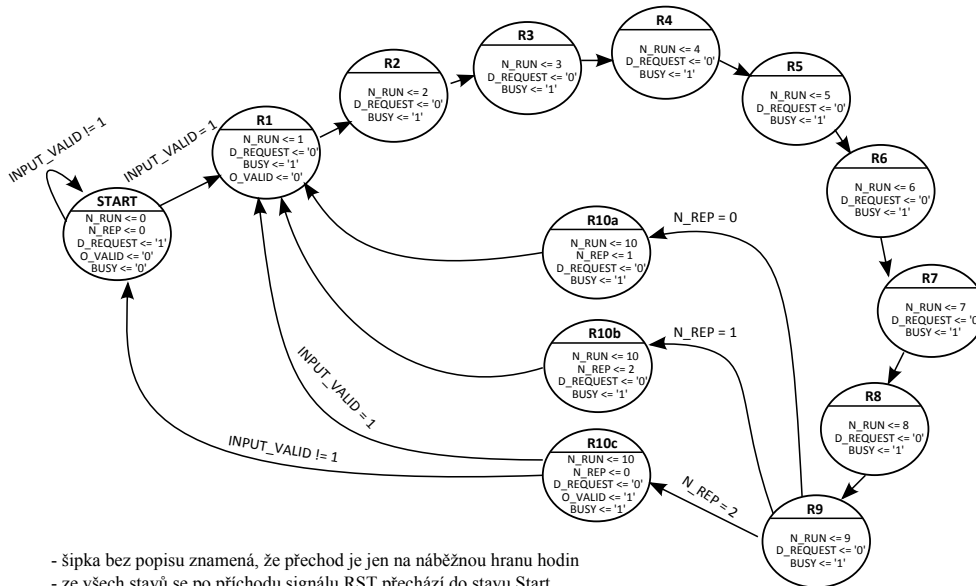 R4
N_RUN <= 4
D_REQUEST <= '0'
BUSY <= '1'
R3
N_RUN <= 3
D_REQUEST <= '0'
BUSY <= '1'
R2
N_RUN <= 2
D_REQUEST <= '0'
BUSY <= '1'
R5
N_RUN <= 5
D_REQUEST <= '0'
BUSY <= '1'
R1
N_RUN <= 1
D_REQUEST <= '0'
BUSY <= '1'
O_VALID <= '0'
INPUT_VALID != 1
INPUT_VALID = 1
START
N_RUN <= 0
N_REP <= 0
D_REQUEST <= '1'
O_VALID <= '0'
BUSY <= '0'
R6
N_RUN <= 6
D_REQUEST <= '0'
BUSY <= '1'
R10a
N_RUN <= 10
N_REP <= 1
D_REQUEST <= '0'
BUSY <= '1'
N_REP = 0
R7
N_RUN <= 7
D_REQUEST <= '0'
BUSY <= '1'
R10b
N_RUN <= 10
N_REP <= 2
D_REQUEST <= '0'
BUSY <= '1'
N_REP = 1
R8
N_RUN <= 8
D_REQUEST <= '0'
BUSY <= '1'
INPUT_VALID = 1
INPUT_VALID != 1
R10c
N_RUN <= 10
N_REP <= 0
D_REQUEST <= '0'
O_VALID <= '1'
BUSY <= '1'
N_REP = 2
R9
N_RUN <= 9
D_REQUEST <= '0'
BUSY <= '1'
- šipka bez popisu znamená, že přechod je jen na náběžnou hranu hodin
- ze všech stavů se po příchodu signálu RST přechází do stavu Start